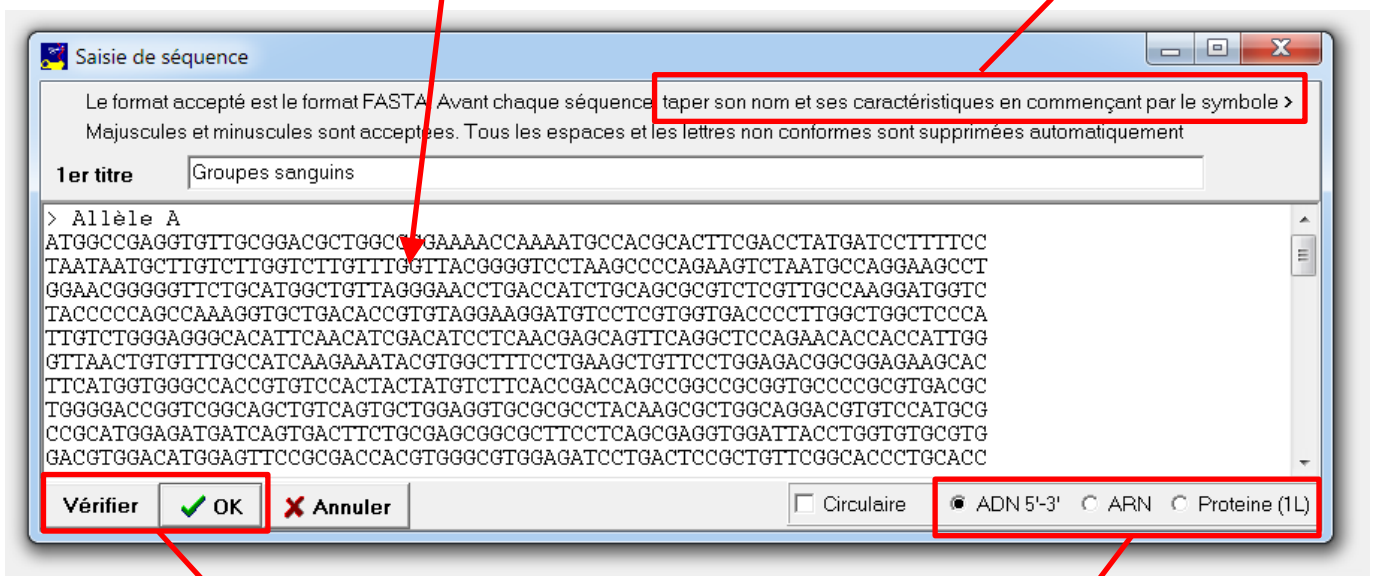 Saisie de séquence
Le format accepté est le format FASTA. Avant chaque séquence, taper son nom et ses caractéristiques en commençant par le symbole >
Majuscules et minuscules sont acceptées. Tous les espaces et les lettres non conformes sont supprimées automatiquement
1er titre Groupes sanguins
> Allèle A
ATGGCCGAGGTGTTGCGGACGCTGGCCGGAAAACCAAAATGCCACGCACTTCGACCTATGATCCTTTTCC
TAATAATGCTTGTCTTGGTCTTGTTTGGTTACGGGGTCCTAAGCCCCAGAAGTCTAATGCCAGGAAGCCT
GGAACGGGGGTTCTGCATGGCTGTTAGGGAACCTGACCATCTGCAGCGCGTCTCGTTGCCAAGGATGGTC
TACCCCCAGCCAAAGGTGCTGACACCGTGTAGGAAGGATGTCCTCGTGGTGACCCCTTGGCTGGCTCCCA
TTGTCTGGGAGGGCACATTCAACATCGACATCCTCAACGAGCAGTTCAGGCTCCAGAACACCACCATTGG
GTTAACTGTGTTTGCCATCAAGAAATACGTGGCTTTCCTGAAGCTGTTCCTGGAGACGGCGGAGAAGCAC
TTCATGGTGGGCCACCGTGTCCACTACTATGTCTTCACCGACCAGCCGGCCGCGGTGCCCCGCGTGACGC
TGGGGACCGGTCGGCAGCTGTCAGTGCTGGAGGTGCGCGCCTACAAGCGCTGGCAGGACGTGTCCATGCG
CCGCATGGAGATGATCAGTGACTTCTGCGAGCGGCGCTTCCTCAGCGAGGTGGATTACCTGGTGTGCGTG
GACGTGGACATGGAGTTCCGCGACCACGTGGGCGTGGAGATCCTGACTCCGCTGTTCGGCACCCTGCACC
Vérifier OK Annuler Circulaire ADN 5'-3' ARN Proteine (1L)